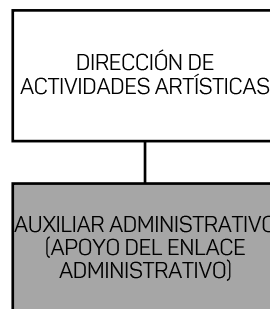 DIRECCIÓN DE
ACTIVIDADES ARTÍSTICAS
AUXILIAR ADMINISTRATIVO
(APOYO DEL ENLACE
ADMINISTRATIVO)